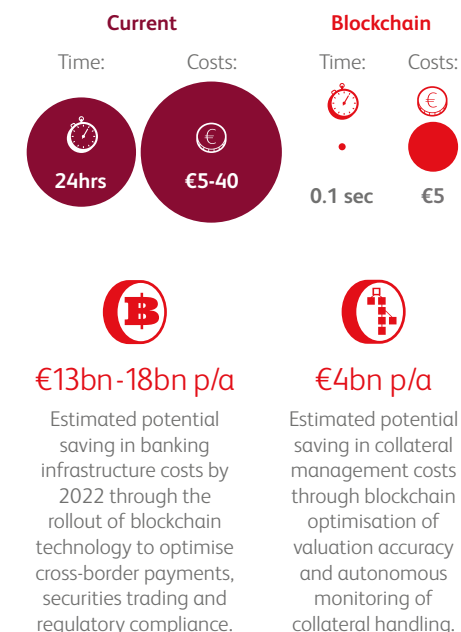 Current
Blockchain
Time:
Costs:
Time:
Costs:
24hrs
€5-40
0.1 sec
€5
€13bn-18bn p/a
Estimated potential
saving in banking
infrastructure costs by
2022 through the
rollout of blockchain
technology to optimise
cross-border payments,
securities trading and
regulatory compliance.
€4bn p/a
Estimated potential
saving in collateral
management costs
through blockchain
optimisation of
valuation accuracy
and autonomous
monitoring of
collateral handling.